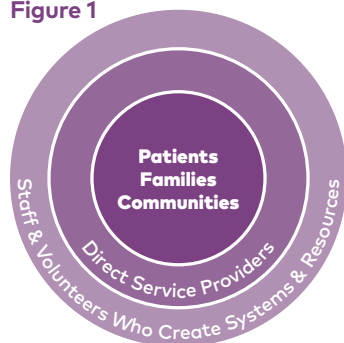 Figure 1
Patients
Families
Communities
Direct Service Providers
Staff & Volunteers Who Create Systems & Resources